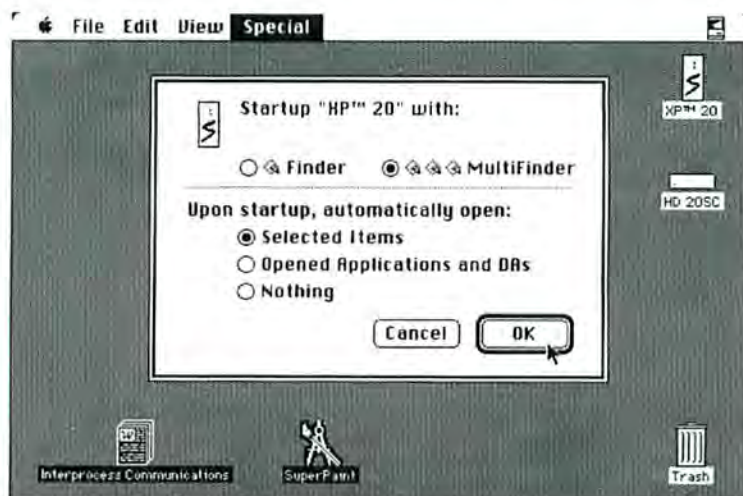 File Edit View Special
Startup "XP™ 20" with:
Finder MultiFinder
Upon startup, automatically open:
Selected Items
Opened Applications and DAs
Nothing
Cancel OK
XP™ 20
HD 20SC
Interprocess Communications
SuperPaint
Trash